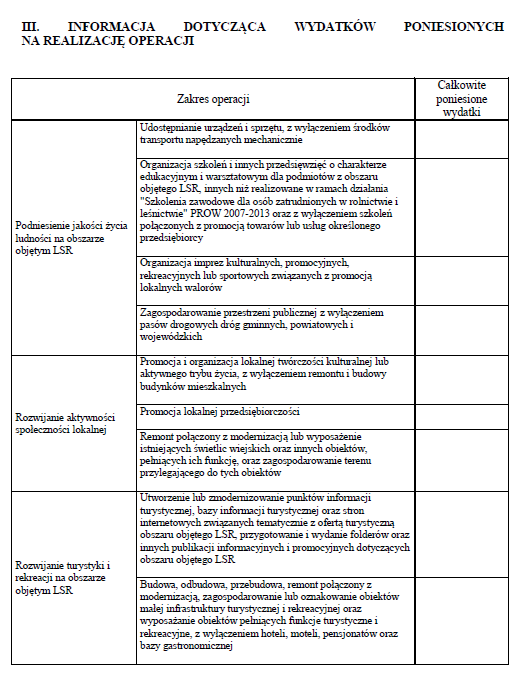 III. INFORMACJA DOTYCZĄCA WYDATKÓW PONIESIONYCH
NA REALIZACJĘ OPERACJI
Zakres operacji
Całkowite
poniesione
wydatki
Podniesienie jakości życia
ludności na obszarze
objętym LSR
Udostępnianie urządzeń i sprzętu, z wyłączeniem środków
transportu napędzanych mechanicznie
Organizacja szkoleń i innych przedsięwzięć o charakterze
edukacyjnym i warsztatowym dla podmiotów z obszaru
objętego LSR, innych niż realizowane w ramach działania
"Szkolenia zawodowe dla osób zatrudnionych w rolnictwie i
leśnictwie" PROW 2007-2013 oraz z wyłączeniem szkoleń
połączonych z promocją towarów lub usług określonego
przedsiębiorcy
Organizacja imprez kulturalnych, promocyjnych,
rekreacyjnych lub sportowych związanych z promocją
lokalnych walorów
Zagospodarowanie przestrzeni publicznej z wyłączeniem
pasów drogowych dróg gminnych, powiatowych i
wojewódzkich
Rozwijanie aktywności
społeczności lokalnej
Promocja i organizacja lokalnej twórczości kulturalnej lub
aktywnego trybu życia, z wyłączeniem remontu i budowy
budynków mieszkalnych
Promocja lokalnej przedsiębiorczości
Remont połączony z modernizacją lub wyposażenie
istniejących świetlic wiejskich oraz innych obiektów,
pełniących ich funkcję, oraz zagospodarowanie terenu
przylegającego do tych obiektów
Rozwijanie turystyki i
rekreacji na obszarze
objętym LSR
Utworzenie lub zmodernizowanie punktów informacji
turystycznej, bazy informacji turystycznej oraz stron
internetowych związanych tematycznie z ofertą turystyczną
obszaru objętego LSR, przygotowanie i wydanie folderów oraz
innych publikacji informacyjnych i promocyjnych dotyczących
obszaru objętego LSR
Budowa, odbudowa, przebudowa, remont połączony z
modernizacją, zagospodarowanie lub oznakowanie obiektów
małej infrastruktury turystycznej i rekreacyjnej oraz
wyposażanie obiektów pełniących funkcje turystyczne i
rekreacyjne, z wyłączeniem hoteli, moteli, pensjonatów oraz
bazy gastronomicznej